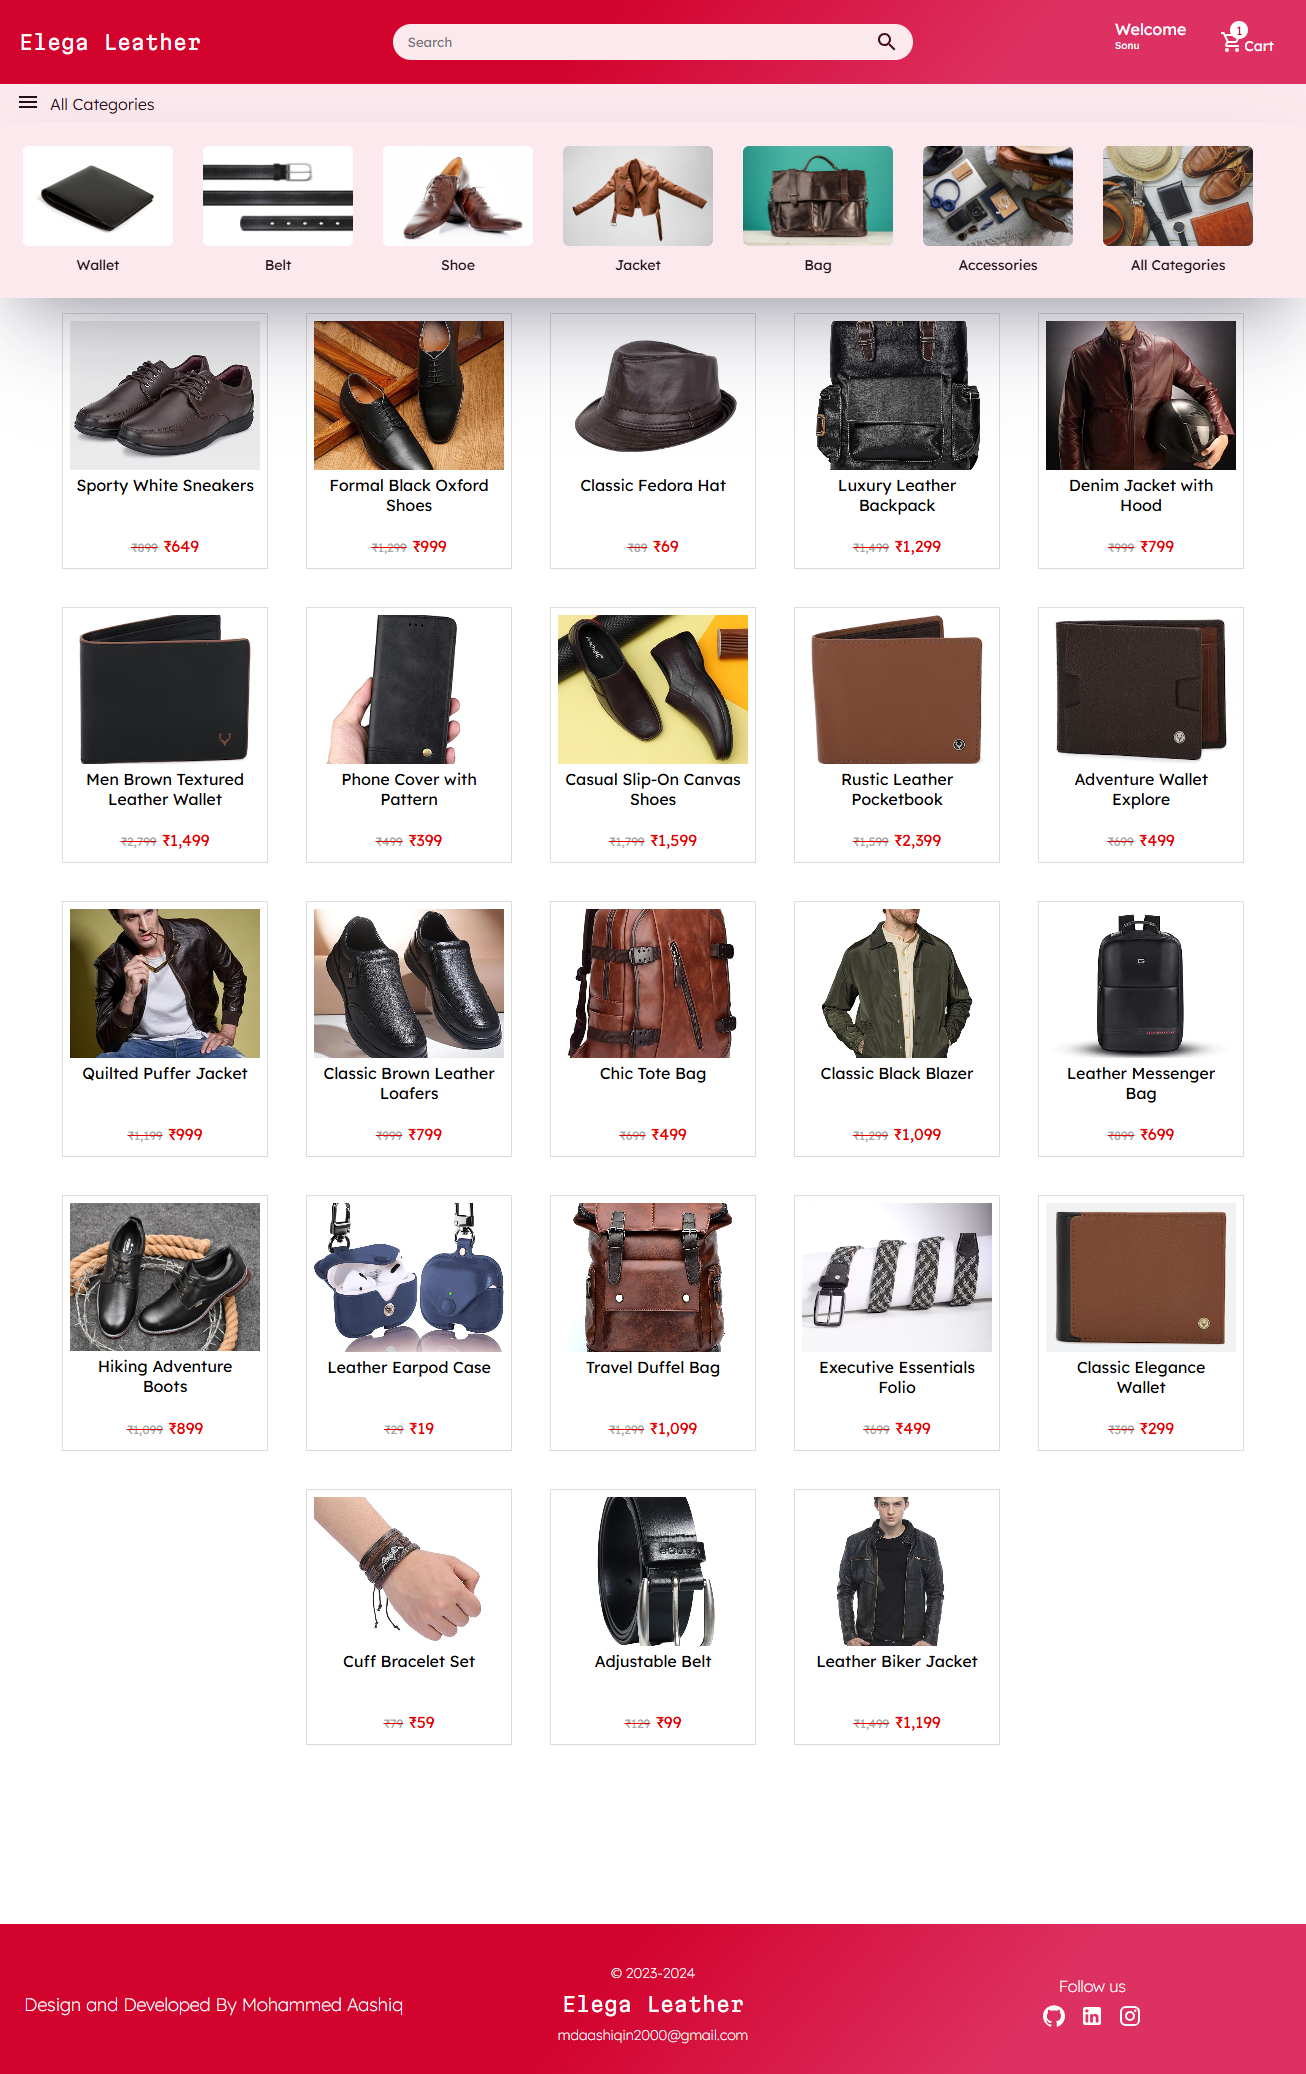 Elega Leather
Search
Welcome
Sonu
1
Cart
All Categories
Wallet
Belt
Shoe
Jacket
Bag
Accessories
All Categories
Sporty White Sneakers
₹899 ₹649
Formal Black Oxford
Shoes
₹1,299 ₹999
Classic Fedora Hat
₹89 ₹69
Luxury Leather
Backpack
₹1,499 ₹1,299
Denim Jacket with
Hood
₹999 ₹799
Men Brown Textured
Leather Wallet
₹2,799 ₹1,499
Phone Cover with
Pattern
₹499 ₹399
Casual Slip-On Canvas
Shoes
₹1,799 ₹1,599
Rustic Leather
Pocketbook
₹1,599 ₹2,399
Adventure Wallet
Explore
₹699 ₹499
Quilted Puffer Jacket
₹1,199 ₹999
Classic Brown Leather
Loafers
₹999 ₹799
Chic Tote Bag
₹699 ₹499
Classic Black Blazer
₹1,299 ₹1,099
Leather Messenger
Bag
₹899 ₹699
Hiking Adventure
Boots
₹1,099 ₹899
Leather Earpod Case
₹29 ₹19
Travel Duffel Bag
₹1,299 ₹1,099
Executive Essentials
Folio
₹699 ₹499
Classic Elegance
Wallet
₹399 ₹299
Cuff Bracelet Set
₹79 ₹59
Adjustable Belt
₹129 ₹99
Leather Biker Jacket
₹1,499 ₹1,199
Design and Developed By Mohammed Aashiq
© 2023-2024
Elega Leather
mdaashiqin2000@gmail.com
Follow us